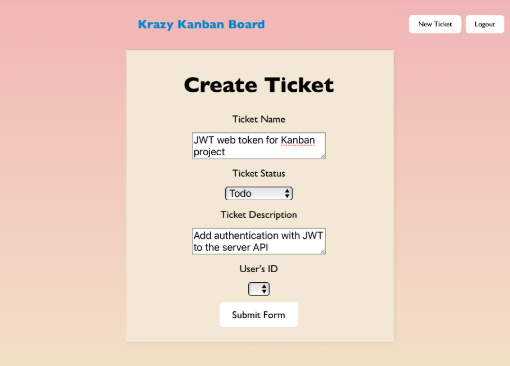 Krazy Kanban Board
New Ticket
Logout
Create Ticket
Ticket Name
JWT web token for Kanban
project
Ticket Status
Todo
Ticket Description
Add authentication with JWT
to the server API
User's ID
Submit Form